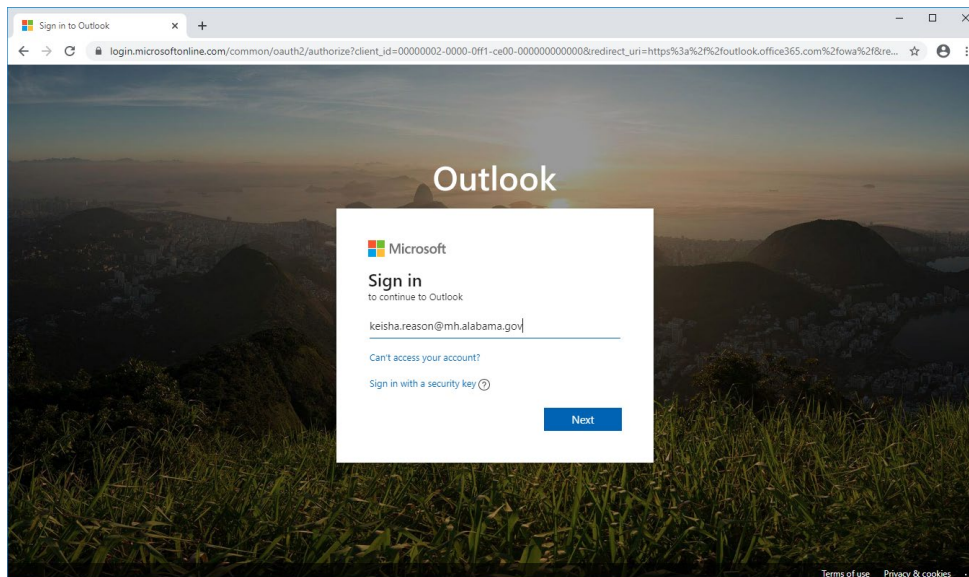 Sign in to Outlook
login.microsoftonline.com/common/oauth2/authorize?client_id=00000002-0000-0ff1-ce00-000000000000&redirect_uri=https%3a%2f%2foutlook.office365.com%2fowa%2f&re...
Outlook
Microsoft
Sign in
to continue to Outlook
keisha.reason@mh.alabama.gov
Can't access your account?
Sign in with a security key
Next
Terms of use Privacy & cookies